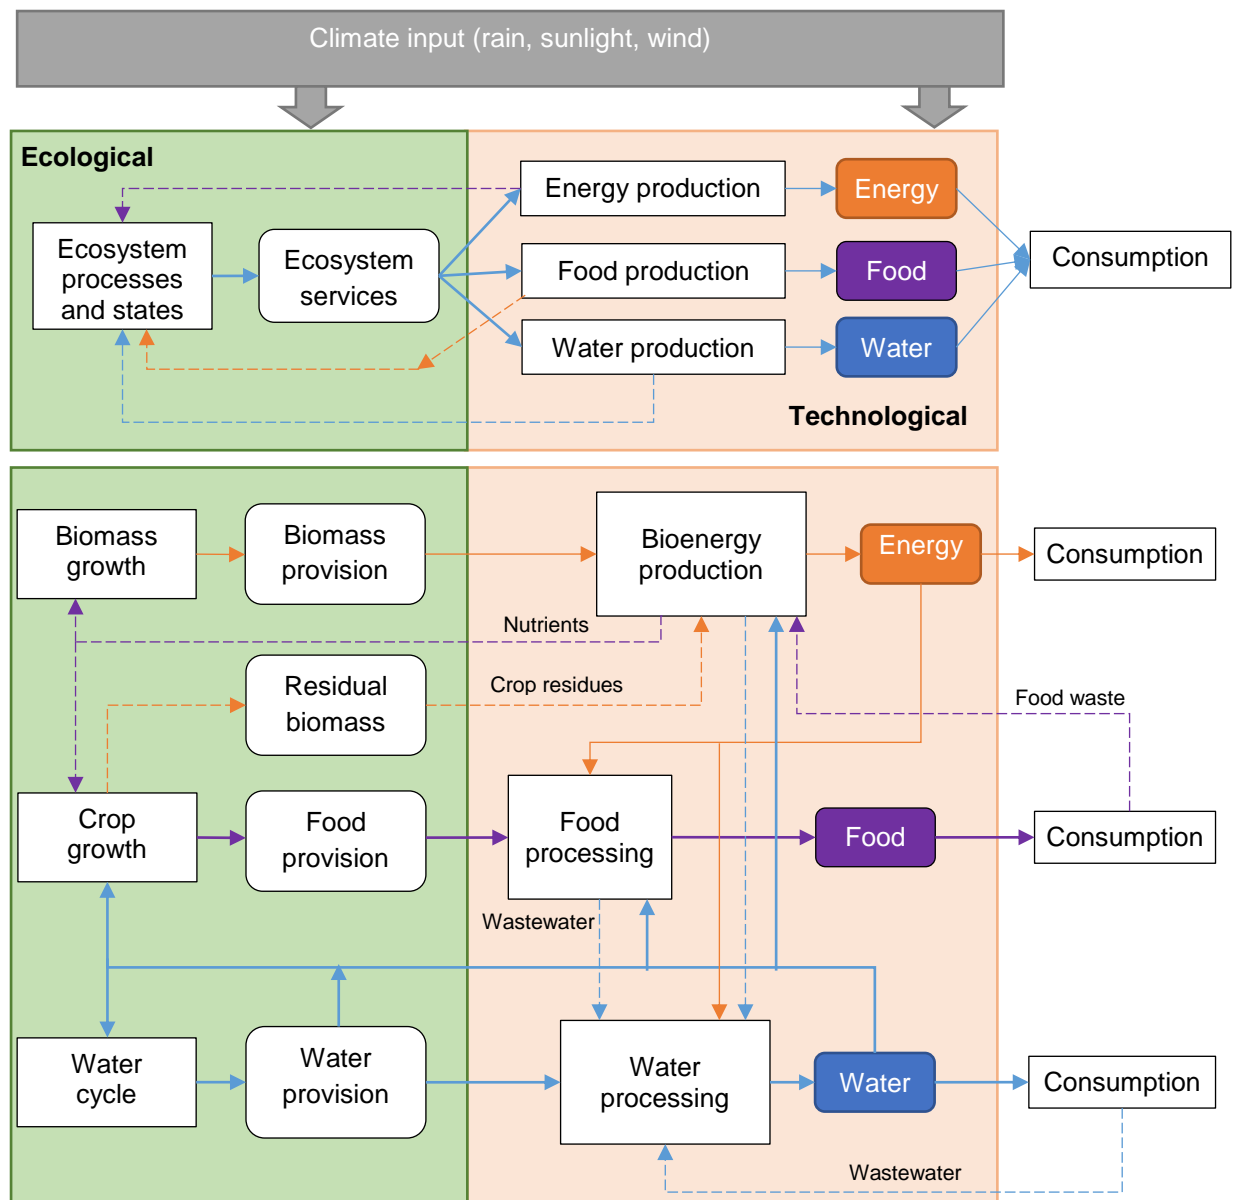 Climate input (rain, sunlight, wind)
Ecological
Energy production
Energy
Ecosystem
processes
and states
Ecosystem
services
Food production
Food
Consumption
Water production
Water
Technological
Biomass
growth
Biomass
provision
Bioenergy
production
Energy
Consumption
Nutrients
Residual
biomass
Crop residues
Food waste
Crop
growth
Food
provision
Food
processing
Food
Consumption
Wastewater
Water
cycle
Water
provision
Water
processing
Water
Consumption
Wastewater